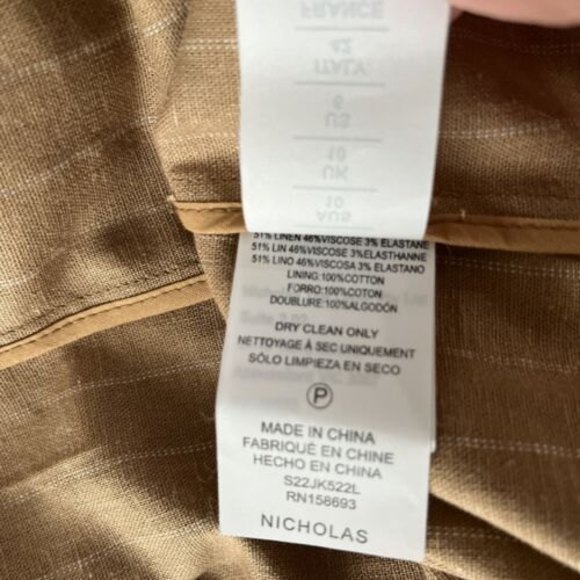 AUS
10
UK
10
US
6
ITALY
42
FRANCE
51% LINEN 46%VISCOSE 3% ELASTANE
51% LIN 46%VISCOSE 3%ELASTHANNE
51% LINO 46%VISCOSA 3% ELASTANO
LINING:100%COTTON
FORRO:100%COTON
DOUBLURE:100%ALGODÓN
DRY CLEAN ONLY
NETTOYAGE À SEC UNIQUEMENT
SÓLO LIMPIEZA EN SECO
P
MADE IN CHINA
FABRIQUÉ EN CHINE
HECHO EN CHINA
S22JK522L
RN158693
NICHOLAS